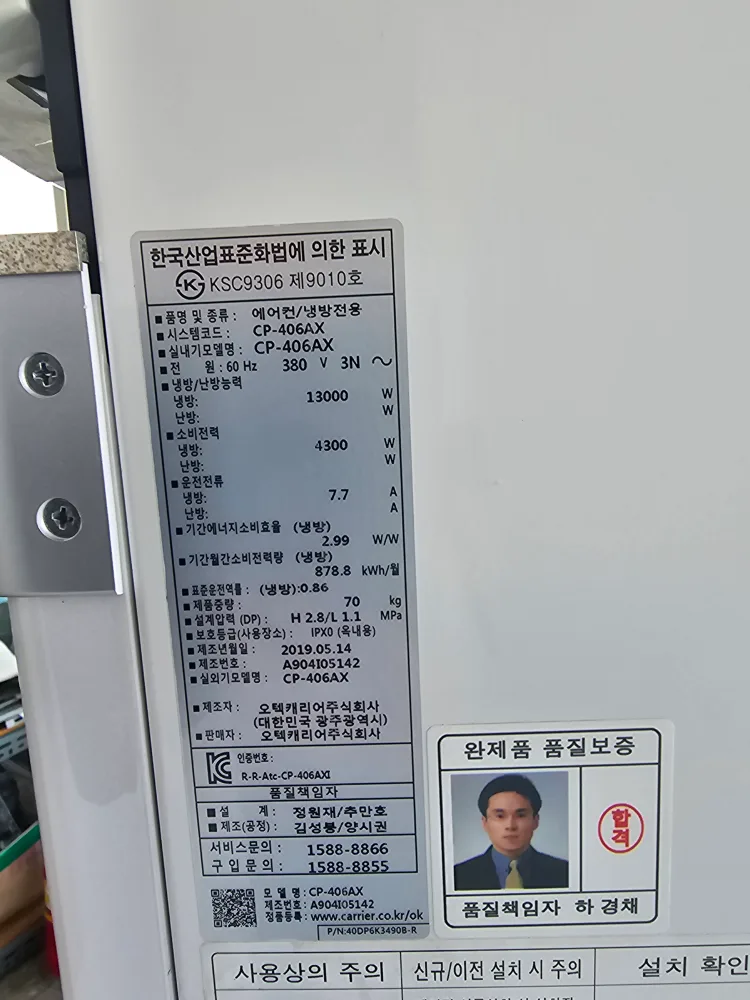 한국산업표준화법에 의한 표시
KSC9306 제9010호
■ 품명 및 종류 : 에어컨/냉방전용
■ 시스템코드 : CP-406AX
■ 실내기모델명 : CP-406AX
■ 전 원 : 60 Hz 380 V 3N ~
■ 냉방/난방능력
냉방: 13000 W
난방: W
■ 소비전력
냉방: 4300 W
난방: W
■ 운전전류
냉방: 7.7 A
난방: A
■ 기간에너지소비효율 (냉방)
2.99 W/W
■ 기간월간소비전력량 (냉방)
878.8 kWh/월
■ 표준운전역률 : (냉방):0.86
■ 제품중량 : 70 kg
■ 설계압력 (DP) : H 2.8/L 1.1 MPa
■ 보호등급(사용장소) : IPX0 (옥내용)
■ 제조년월일 : 2019.05.14
■ 제조번호 : A904I05142
■ 실외기모델명 : CP-406AX
■ 제조자 : 오텍캐리어주식회사
(대한민국 광주광역시)
■ 판매자 : 오텍캐리어주식회사
인증번호 :
R-R-Atc-CP-406AXI
품질책임자
■ 설 계 : 정원재/추만호
■ 제조(공정) : 김성봉/양시권
서비스문의 : 1588-8866
구 입 문 의 : 1588-8855
모 델 명 : CP-406AX
제조번호 : A904I05142
정품등록 : www.carrier.co.kr/ok
P/N:40DP6K3490B-R
완제품 품질보증
합격
품질책임자 하 경채
사용상의 주의
신규/이전 설치 시 주의
설치 확인